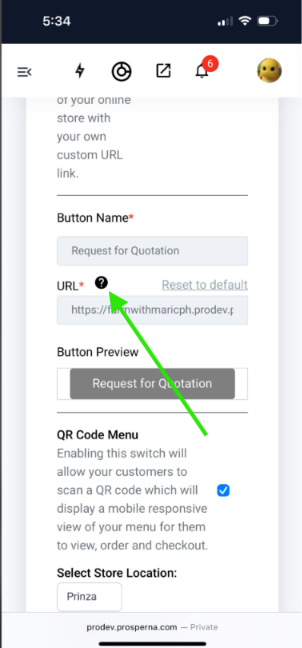 5:34
6
of your online
store with
your own
custom URL
link.
Button Name*
Request for Quotation
URL* ? Reset to default
https://farmwithmaricph.prodev.p
Button Preview
Request for Quotation
QR Code Menu
Enabling this switch will
allow your customers to
scan a QR code which will
display a mobile responsive
view of your menu for them
to view, order and checkout.
Select Store Location:
Prinza
prodev.prosperna.com — Private